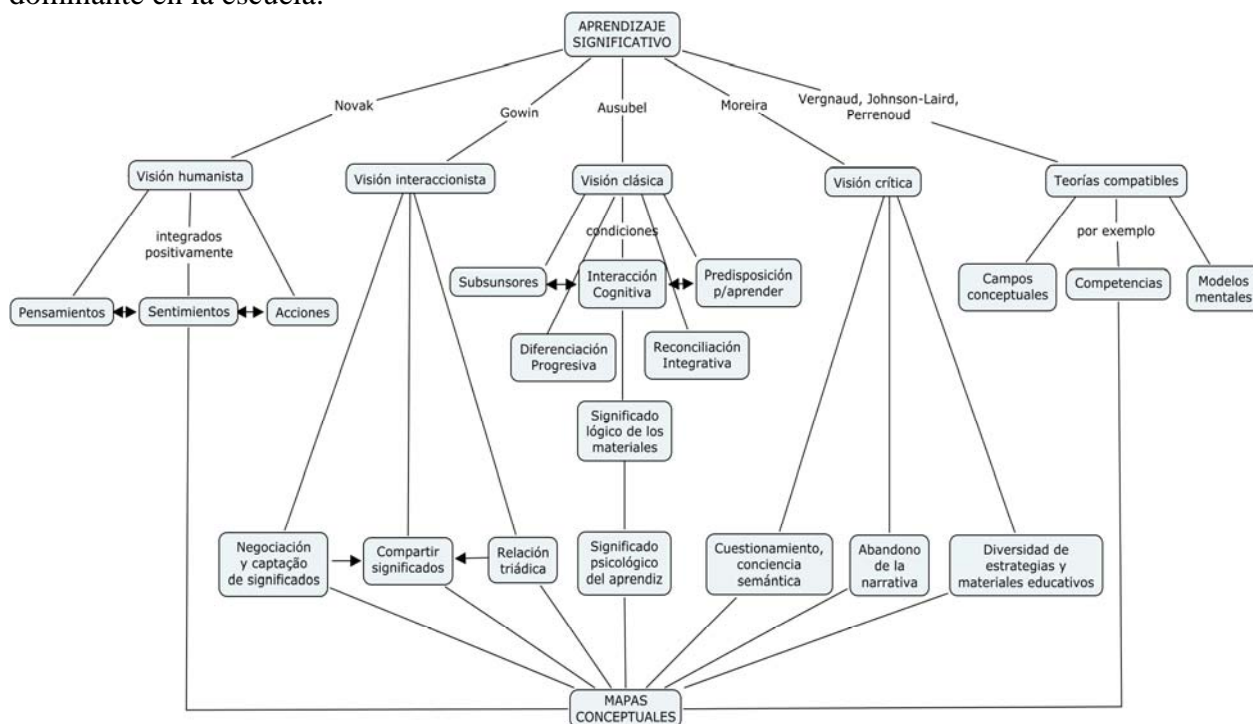 dominante en la escuela.
APRENDIZAJE
SIGNIFICATIVO
Novak
Gowin
Ausubel
Moreira
Vergnaud, Johnson-Laird,
Perrenoud
Visión humanista
Visión interaccionista
Visión clásica
Visión crítica
Teorías compatibles
integrados
positivamente
condiciones
por exemplo
Pensamientos
Sentimientos
Acciones
Subsunsores
Interacción
Cognitiva
Predisposición
p/aprender
Campos
conceptuales
Competencias
Modelos
mentales
Diferenciación
Progresiva
Reconciliación
Integrativa
Significado
lógico de los
materiales
Negociación
y captação
de significados
Compartir
significados
Relación
triádica
Significado
psicológico
del aprendiz
Cuestionamiento,
conciencia
semántica
Abandono
de la
narrativa
Diversidad de
estrategias y
materiales educativos
MAPAS
CONCEPTUALES